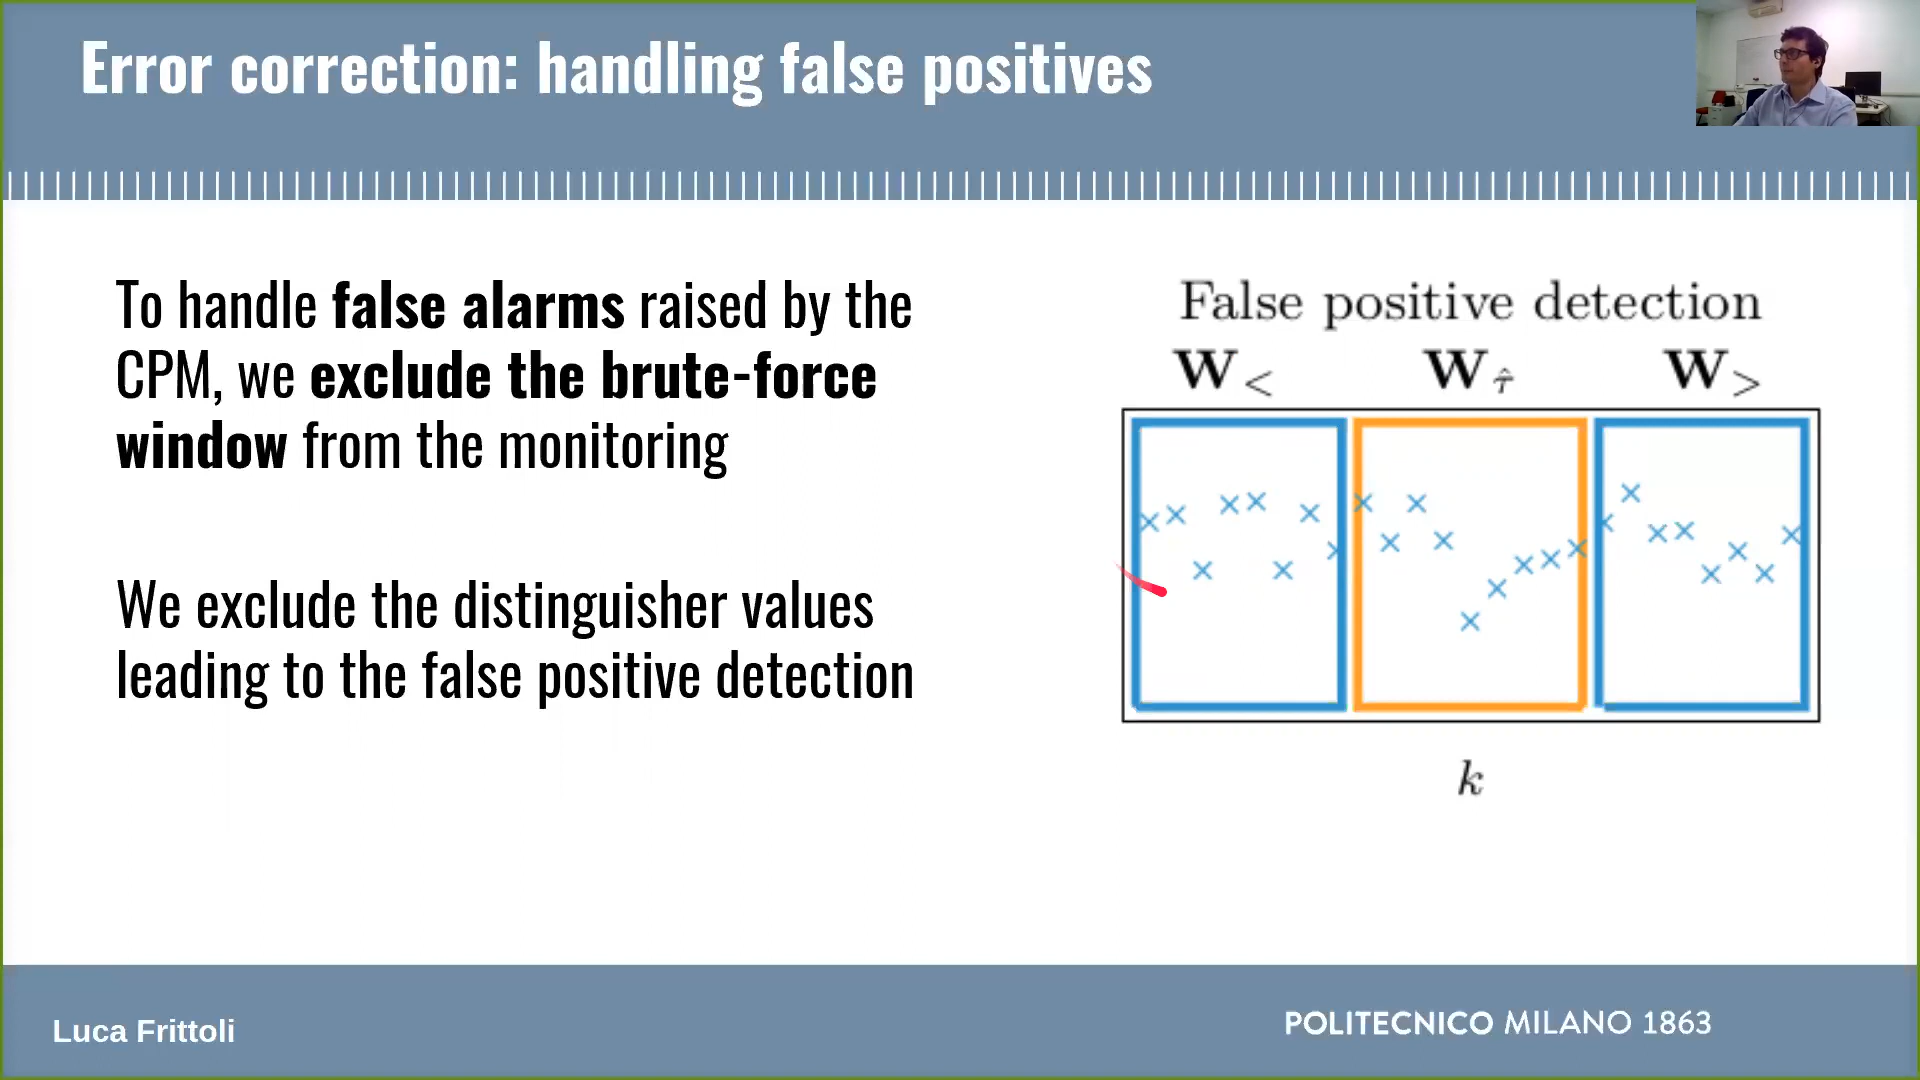 Error correction: handling false positives
To handle false alarms raised by the
CPM, we exclude the brute-force
window from the monitoring
We exclude the distinguisher values
leading to the false positive detection
False positive detection
W< Wτ̂ W>
k
Luca Frittoli
POLITECNICO MILANO 1863